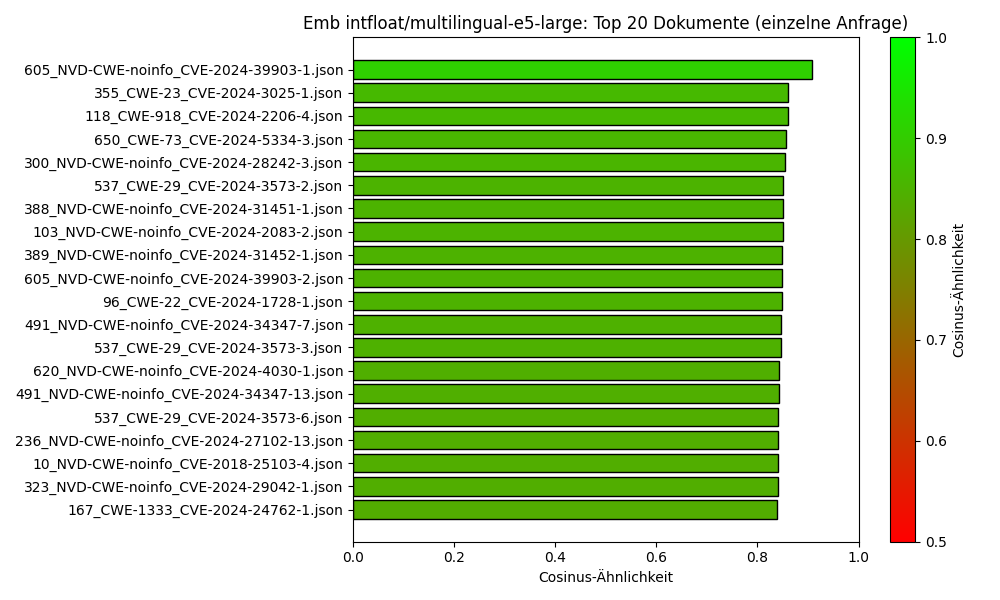 Emb intfloat/multilingual-e5-large: Top 20 Dokumente (einzelne Anfrage)
605_NVD-CWE-noinfo_CVE-2024-39903-1.json
355_CWE-23_CVE-2024-3025-1.json
118_CWE-918_CVE-2024-2206-4.json
650_CWE-73_CVE-2024-5334-3.json
300_NVD-CWE-noinfo_CVE-2024-28242-3.json
537_CWE-29_CVE-2024-3573-2.json
388_NVD-CWE-noinfo_CVE-2024-31451-1.json
103_NVD-CWE-noinfo_CVE-2024-2083-2.json
389_NVD-CWE-noinfo_CVE-2024-31452-1.json
605_NVD-CWE-noinfo_CVE-2024-39903-2.json
96_CWE-22_CVE-2024-1728-1.json
491_NVD-CWE-noinfo_CVE-2024-34347-7.json
537_CWE-29_CVE-2024-3573-3.json
620_NVD-CWE-noinfo_CVE-2024-4030-1.json
491_NVD-CWE-noinfo_CVE-2024-34347-13.json
537_CWE-29_CVE-2024-3573-6.json
236_NVD-CWE-noinfo_CVE-2024-27102-13.json
10_NVD-CWE-noinfo_CVE-2018-25103-4.json
323_NVD-CWE-noinfo_CVE-2024-29042-1.json
167_CWE-1333_CVE-2024-24762-1.json
0.0 0.2 0.4 0.6 0.8 1.0
Cosinus-Ähnlichkeit
1.0
0.9
0.8
0.7
0.6
0.5
Cosinus-Ähnlichkeit